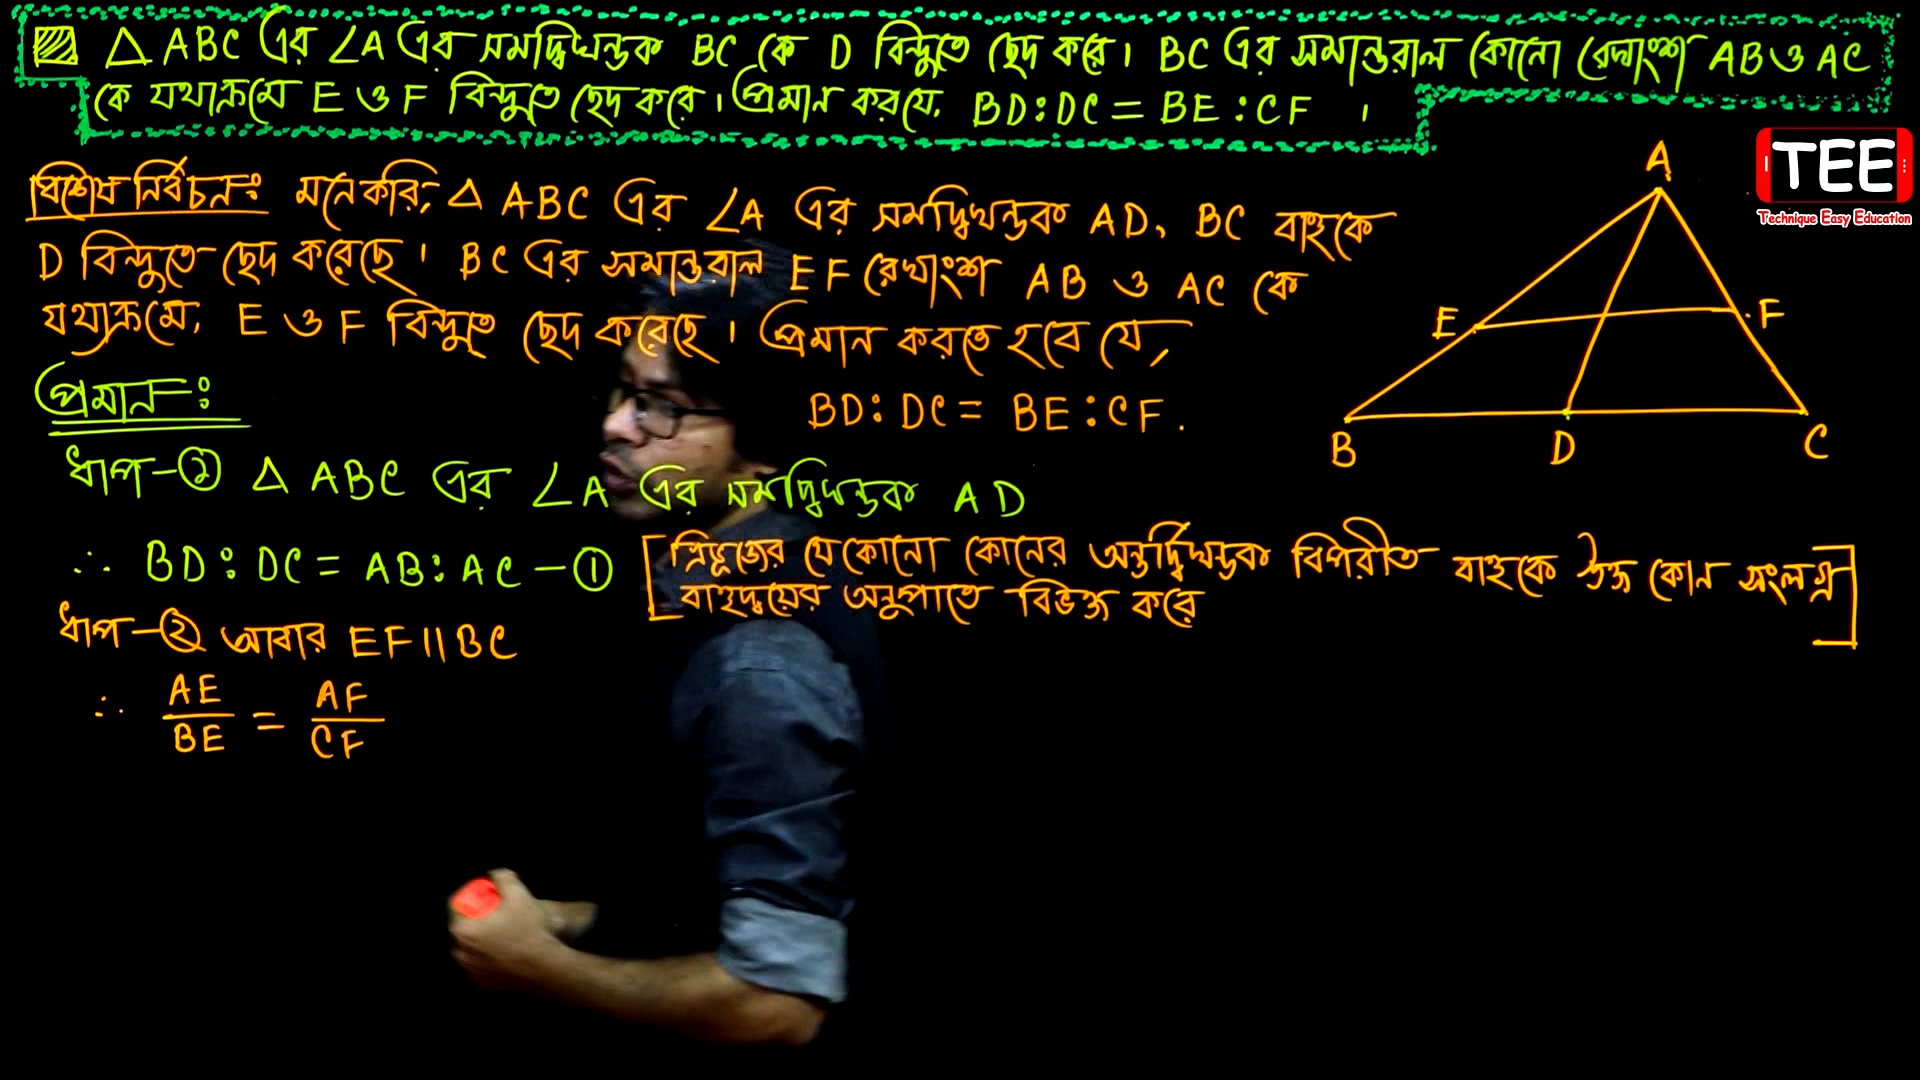 △ ABC এর ∠A এর সমদ্বিখন্ডক BC কে D বিন্দুতে ছেদ করে। BC এর সমান্তরাল কোনো রেখাংশ AB ও AC
কে যথাক্রমে E ও F বিন্দুতে ছেদ করে। প্রমান কর যে, BD:DC = BE:CF ।
TEE
Technique Easy Education
বিশেষ নির্বচনঃ মনেকরি, △ ABC এর ∠A এর সমদ্বিখন্ডক AD, BC বাহুকে
D বিন্দুতে ছেদ করেছে। BC এর সমান্তরাল EF রেখাংশ AB ও AC কে
যথাক্রমে, E ও F বিন্দুতে ছেদ করেছে। প্রমান করতে হবে যে,
BD:DC = BE:CF.
A
E
F
B
D
C
প্রমানঃ
ধাপ-① △ ABC এর ∠A এর সমদ্বিখন্ডক AD
∴ BD:DC = AB:AC — ①
[ত্রিভূজের যেকোনো কোনের অন্তর্দ্বিখন্ডক বিপরীত বাহুকে উক্ত কোন সংলগ্ন
বাহুদ্বয়ের অনুপাতে বিভক্ত করে]
ধাপ-② আবার EF||BC
∴ AE/BE = AF/CF